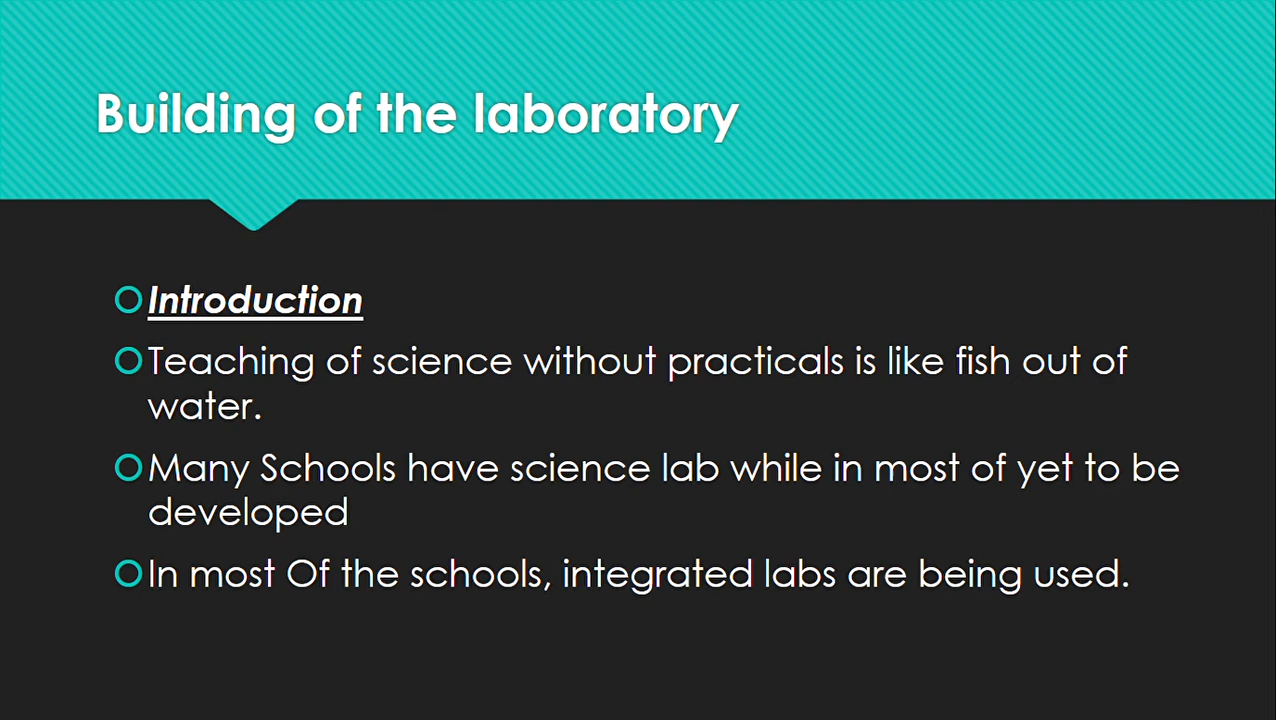 Building of the laboratory
Introduction
Teaching of science without practicals is like fish out of
water.
Many Schools have science lab while in most of yet to be
developed
In most Of the schools, integrated labs are being used.